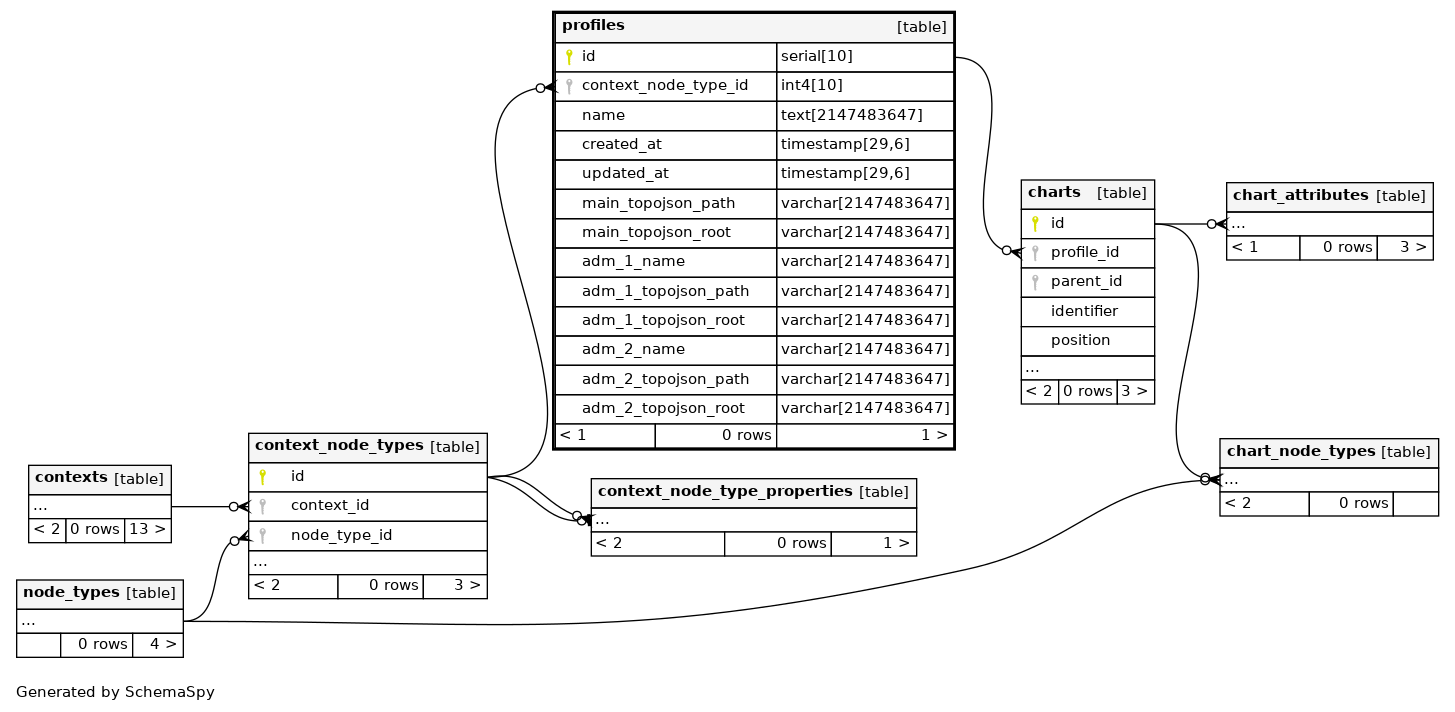 profiles [table]
id serial[10]
context_node_type_id int4[10]
name text[2147483647]
created_at timestamp[29,6]
updated_at timestamp[29,6]
main_topojson_path varchar[2147483647]
main_topojson_root varchar[2147483647]
adm_1_name varchar[2147483647]
adm_1_topojson_path varchar[2147483647]
adm_1_topojson_root varchar[2147483647]
adm_2_name varchar[2147483647]
adm_2_topojson_path varchar[2147483647]
adm_2_topojson_root varchar[2147483647]
< 1 0 rows 1 >
charts [table]
id
profile_id
parent_id
identifier
position
...
< 2 0 rows 3 >
chart_attributes [table]
...
< 1 0 rows 3 >
context_node_types [table]
id
context_id
node_type_id
...
< 2 0 rows 3 >
contexts [table]
...
< 2 0 rows 13 >
context_node_type_properties [table]
...
< 2 0 rows 1 >
chart_node_types [table]
...
< 2 0 rows
node_types [table]
...
0 rows 4 >
Generated by SchemaSpy